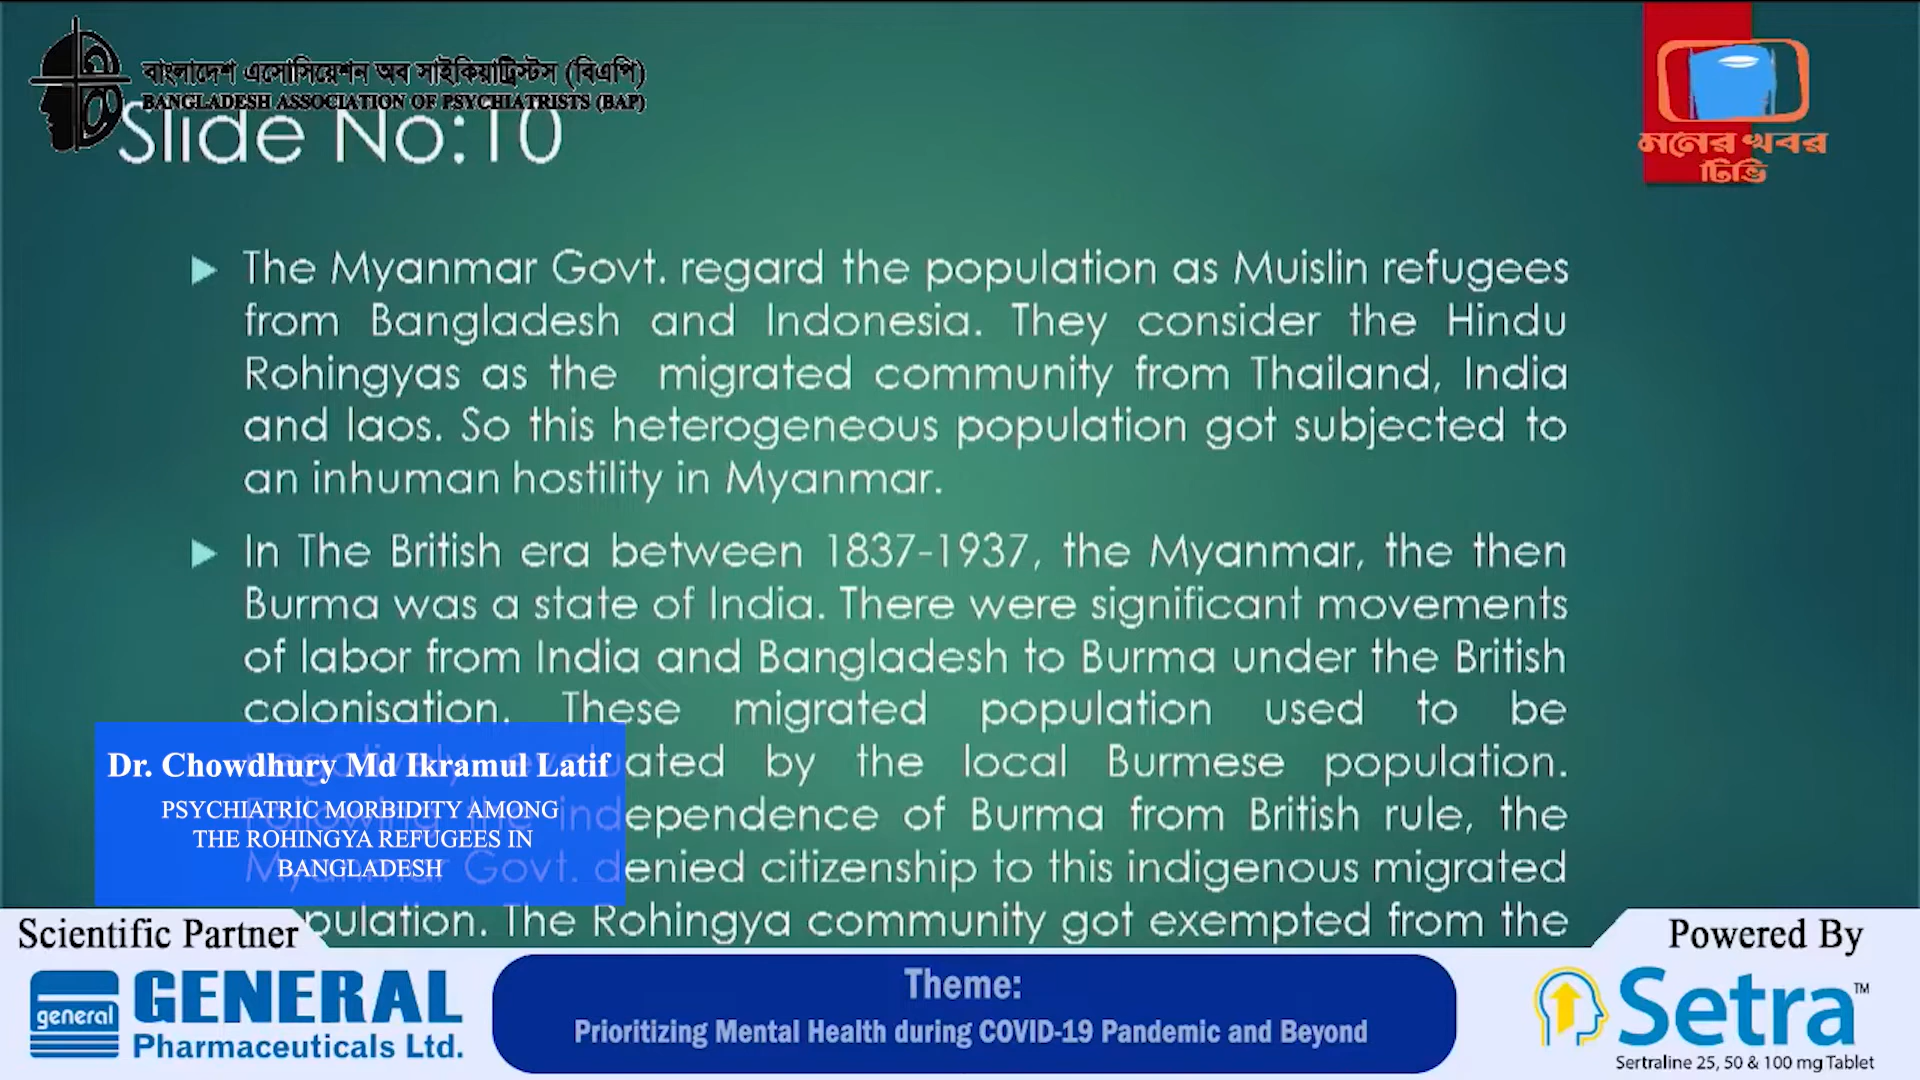 বাংলাদেশ এসোসিয়েশন অব সাইকিয়াট্রিস্টস (বিএপি)
BANGLADESH ASSOCIATION OF PSYCHIATRISTS (BAP)
মনের খবর
টিভি
Slide No:10
The Myanmar Govt. regard the population as Muislin refugees
from Bangladesh and Indonesia. They consider the Hindu
Rohingyas as the migrated community from Thailand, India
and laos. So this heterogeneous population got subjected to
an inhuman hostility in Myanmar.
In The British era between 1837-1937, the Myanmar, the then
Burma was a state of India. There were significant movements
of labor from India and Bangladesh to Burma under the British
colonisation. These migrated population used to be
negatively evaluated by the local Burmese population.
Following the independence of Burma from British rule, the
Myanmar Govt. denied citizenship to this indigenous migrated
population. The Rohingya community got exempted from the
Dr. Chowdhury Md Ikramul Latif
PSYCHIATRIC MORBIDITY AMONG
THE ROHINGYA REFUGEES IN
BANGLADESH
Scientific Partner
general
GENERAL
Pharmaceuticals Ltd.
Theme:
Prioritizing Mental Health during COVID-19 Pandemic and Beyond
Powered By
Setra™
Sertraline 25, 50 & 100 mg Tablet